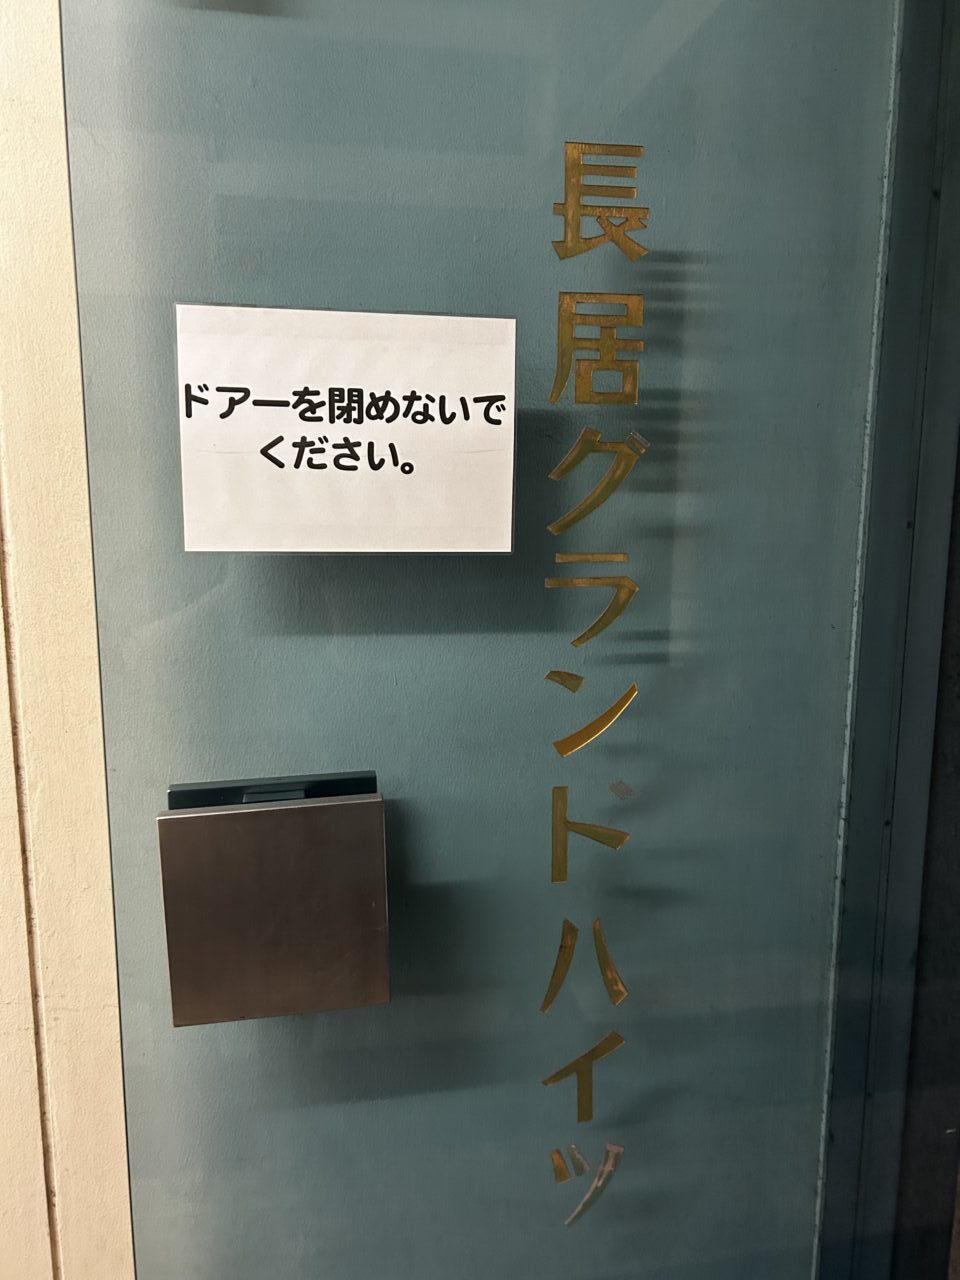 長居グランドハイツ
ドアーを閉めないで
ください。